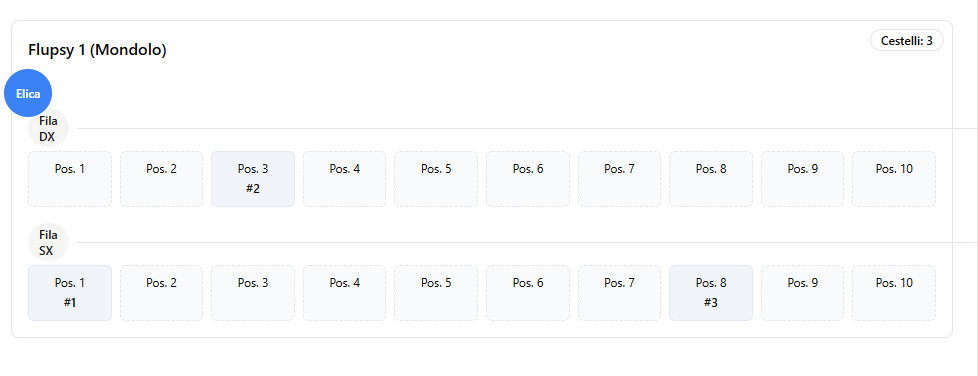 Flupsy 1 (Mondolo)
Cestelli: 3
Elica
Fila
DX
Pos. 1 Pos. 2 Pos. 3 Pos. 4 Pos. 5 Pos. 6 Pos. 7 Pos. 8 Pos. 9 Pos. 10
#2
Fila
SX
Pos. 1 Pos. 2 Pos. 3 Pos. 4 Pos. 5 Pos. 6 Pos. 7 Pos. 8 Pos. 9 Pos. 10
#1 #3